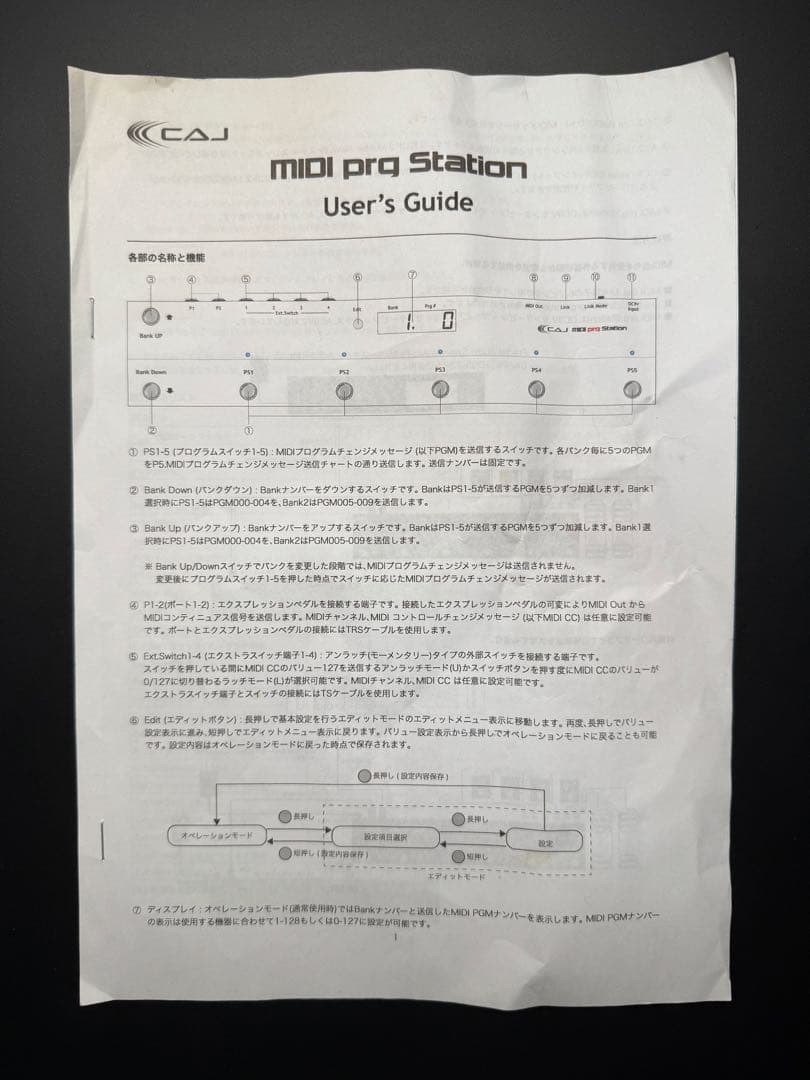 CAJ
MIDI prg Station
User's Guide
各部の名称と機能
③ ④ ⑤ ⑥ ⑦ ⑧ ⑨ ⑩ ⑪
P1 P2 1 2 3 4 Edit Bank Prg # MIDI Out Link Link Mode DC9V Input
Ext.Switch
1. 0
CAJ MIDI prg Station
Bank UP
Bank Down PS1 PS2 PS3 PS4 PS5
② ①
① PS1-5 (プログラムスイッチ1-5) : MIDIプログラムチェンジメッセージ (以下PGM)を送信するスイッチです。各バンク毎に5つのPGM
をP5.MIDIプログラムチェンジメッセージ送信チャートの通り送信します。送信ナンバーは固定です。
② Bank Down (バンクダウン) : Bankナンバーをダウンするスイッチです。BankはPS1-5が送信するPGMを5つずつ加減します。Bank1
選択時にPS1-5はPGM000-004を、Bank2はPGM005-009を送信します。
③ Bank Up (バンクアップ) : Bankナンバーをアップするスイッチです。BankはPS1-5が送信するPGMを5つずつ加減します。Bank1選
択時にPS1-5はPGM000-004を、Bank2はPGM005-009を送信します。
※ Bank Up/Downスイッチでバンクを変更した段階では、MIDIプログラムチェンジメッセージは送信されません。
変更後にプログラムスイッチ1-5を押した時点でスイッチに応じたMIDIプログラムチェンジメッセージが送信されます。
④ P1-2(ポート1-2) : エクスプレッションペダルを接続する端子です。接続したエクスプレッションペダルの可変によりMIDI Out から
MIDIコンティニュアス信号を送信します。MIDIチャンネル、MIDI コントロールチェンジメッセージ (以下MIDI CC) は任意に設定可能
です。ポートとエクスプレッションペダルの接続にはTRSケーブルを使用します。
⑤ Ext.Switch1-4 (エクストラスイッチ端子1-4) : アンラッチ(モーメンタリー)タイプの外部スイッチを接続する端子です。
スイッチを押している間にMIDI CCのバリュー127を送信するアンラッチモード(U)かスイッチボタンを押す度にMIDI CCのバリューが
0/127に切り替わるラッチモード(L)が選択可能です。MIDIチャンネル、MIDI CC は任意に設定可能です。
エクストラスイッチ端子とスイッチの接続にはTSケーブルを使用します。
⑥ Edit (エディットボタン) : 長押しで基本設定を行うエディットモードのエディットメニュー表示に移動します。再度、長押しでバリュー
設定表示に進み、短押しでエディットメニュー表示に戻ります。バリュー設定表示から長押しでオペレーションモードに戻ることも可能
です。設定内容はオペレーションモードに戻った時点で保存されます。
長押し ( 設定内容保存 )
長押し 長押し
オペレーションモード 設定項目選択 設定
短押し ( 設定内容保存 ) 短押し
エディットモード
⑦ ディスプレイ : オペレーションモード(通常使用時)ではBankナンバーと送信したMIDI PGMナンバーを表示します。MIDI PGMナンバー
の表示は使用する機器に合わせて1-128もしくは0-127に設定が可能です。
1